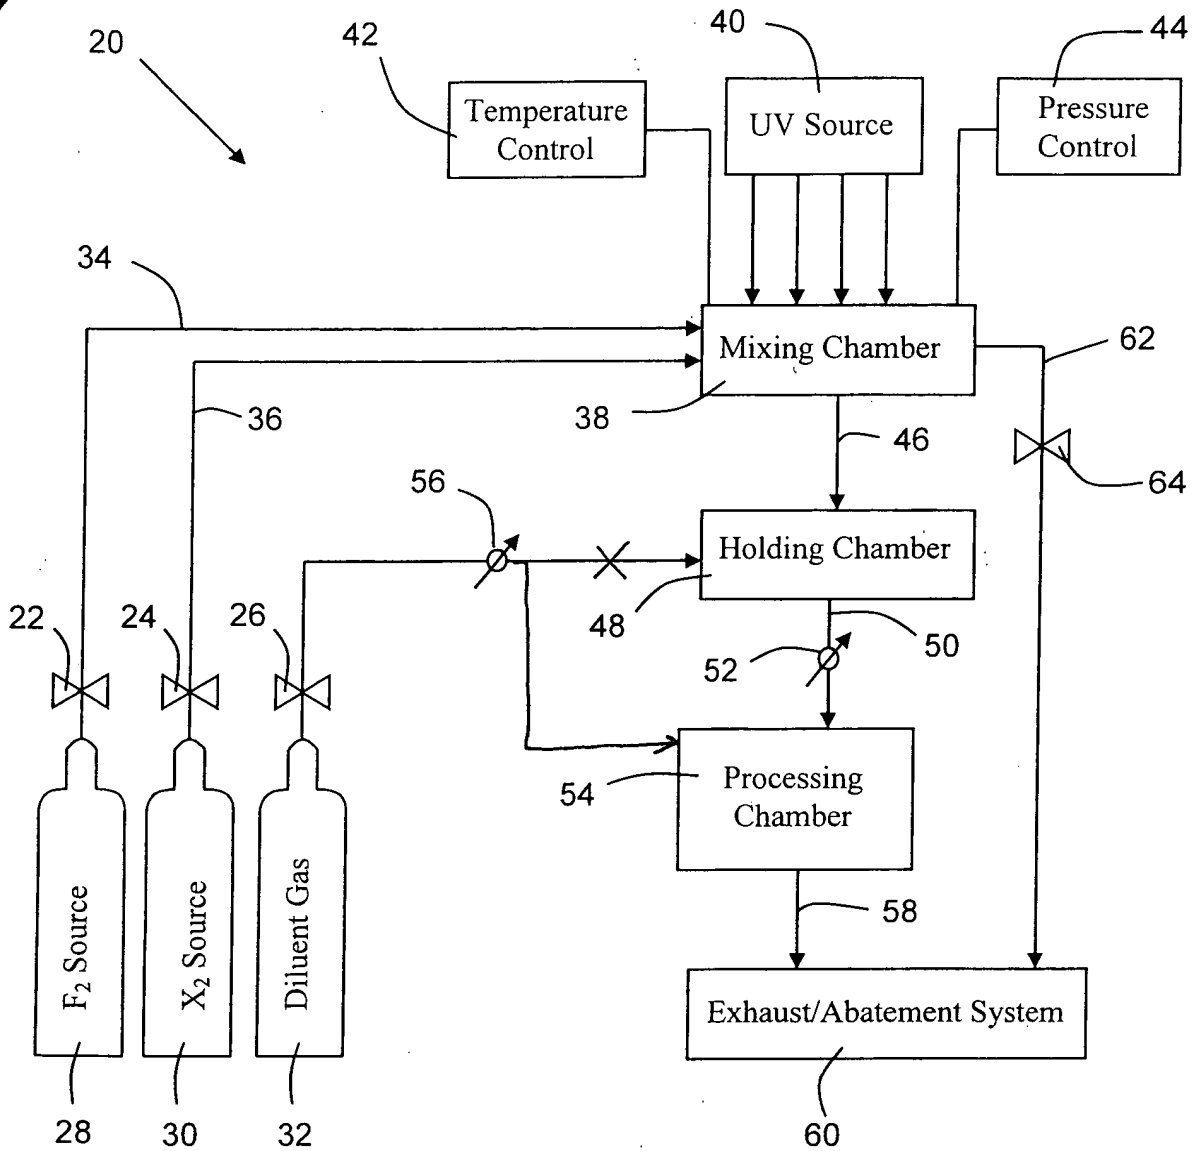 20
42
40
44
Temperature
Control
UV Source
Pressure
Control
34
Mixing Chamber
62
36
38
46
64
56
Holding Chamber
22
24
26
48
50
52
54
Processing
Chamber
58
F2 Source
X2 Source
Diluent Gas
Exhaust/Abatement System
28
30
32
60